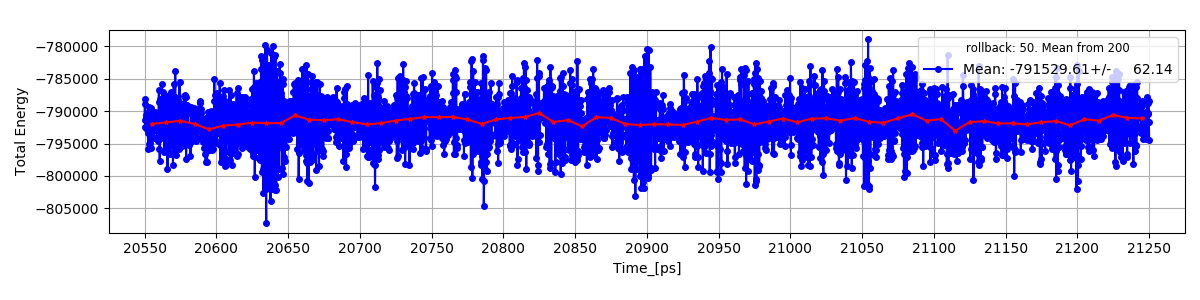 −780000
−785000
−790000
−795000
−800000
−805000
Total Energy
rollback: 50. Mean from 200
Mean: -791529.61+/-     62.14
20550 20600 20650 20700 20750 20800 20850 20900 20950 21000 21050 21100 21150 21200 21250
Time_[ps]